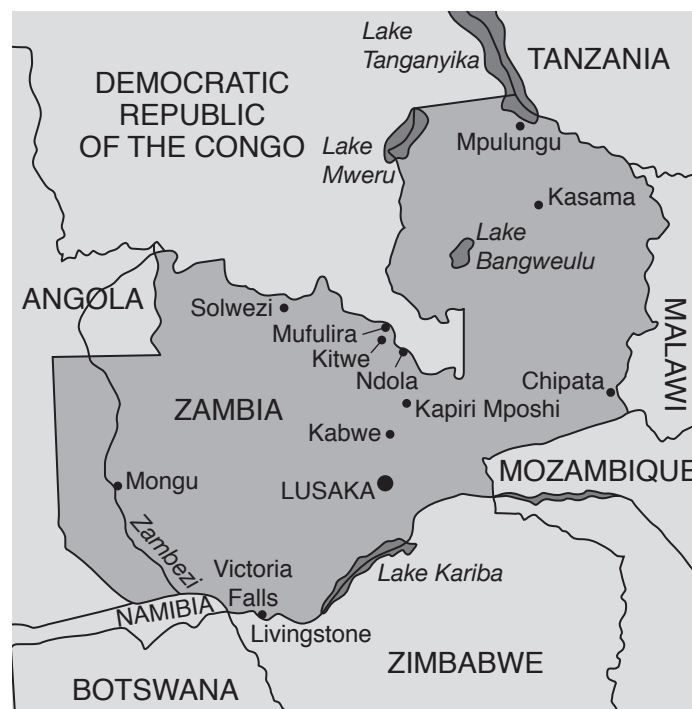 Lake
Tanganyika
TANZANIA
DEMOCRATIC
REPUBLIC
OF THE CONGO
Mpulungu
Lake
Mweru
Kasama
Lake
Bangweulu
ANGOLA
Solwezi
Mufulira
Kitwe
Ndola
MALAWI
Chipata
ZAMBIA
Kapiri Mposhi
Kabwe
MOZAMBIQUE
Mongu
LUSAKA
Zambezi
Victoria
Falls
Lake Kariba
NAMIBIA
Livingstone
ZIMBABWE
BOTSWANA